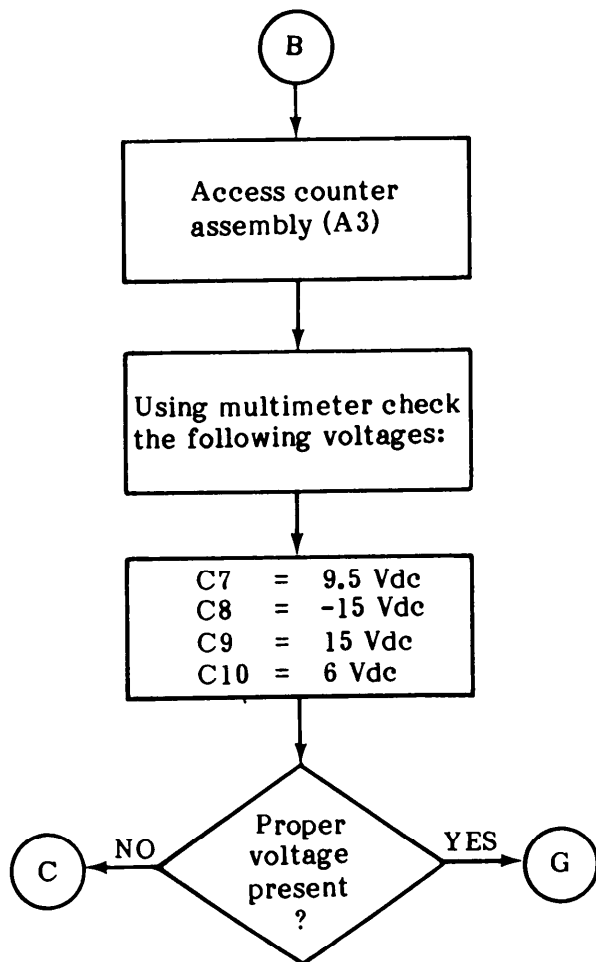 B
Access counter
assembly (A3)
Using multimeter check
the following voltages:
C7 = 9.5 Vdc
C8 = -15 Vdc
C9 = 15 Vdc
C10 = 6 Vdc
Proper
voltage
present
?
NO
YES
C
G